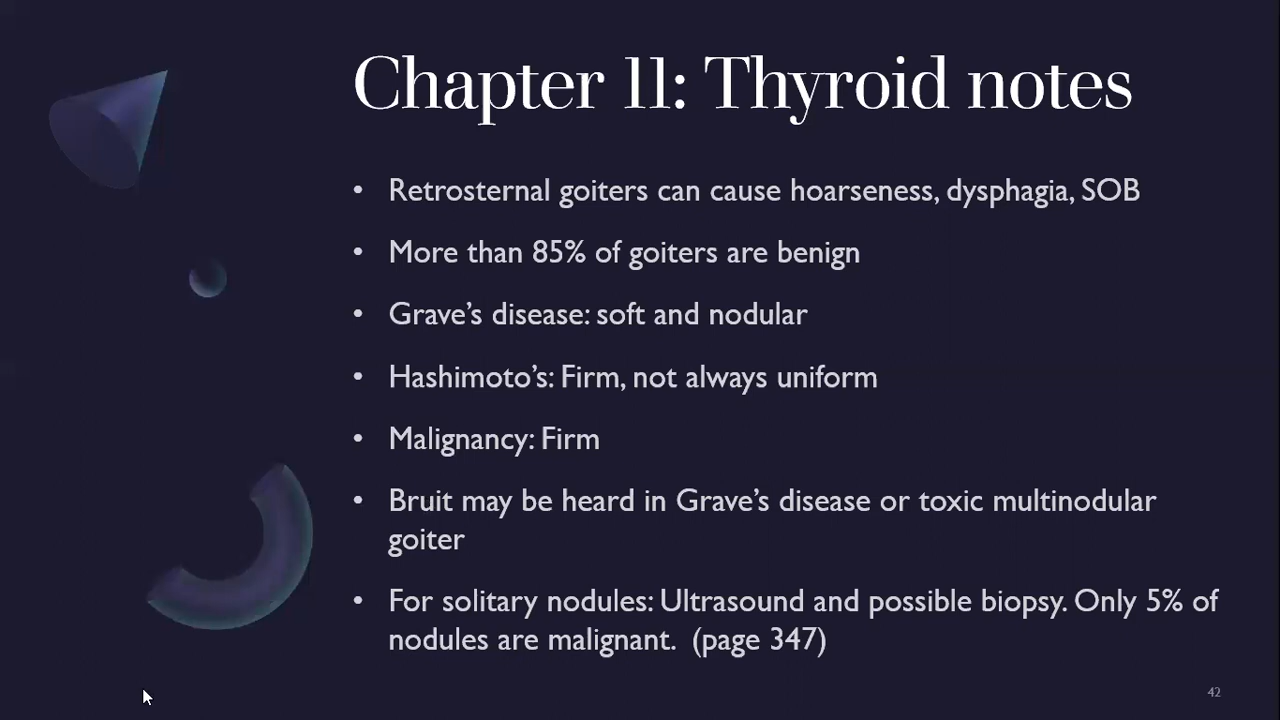 Chapter 11: Thyroid notes
• Retrosternal goiters can cause hoarseness, dysphagia, SOB
• More than 85% of goiters are benign
• Grave’s disease: soft and nodular
• Hashimoto’s: Firm, not always uniform
• Malignancy: Firm
• Bruit may be heard in Grave’s disease or toxic multinodular
goiter
• For solitary nodules: Ultrasound and possible biopsy. Only 5% of
nodules are malignant.  (page 347)
42